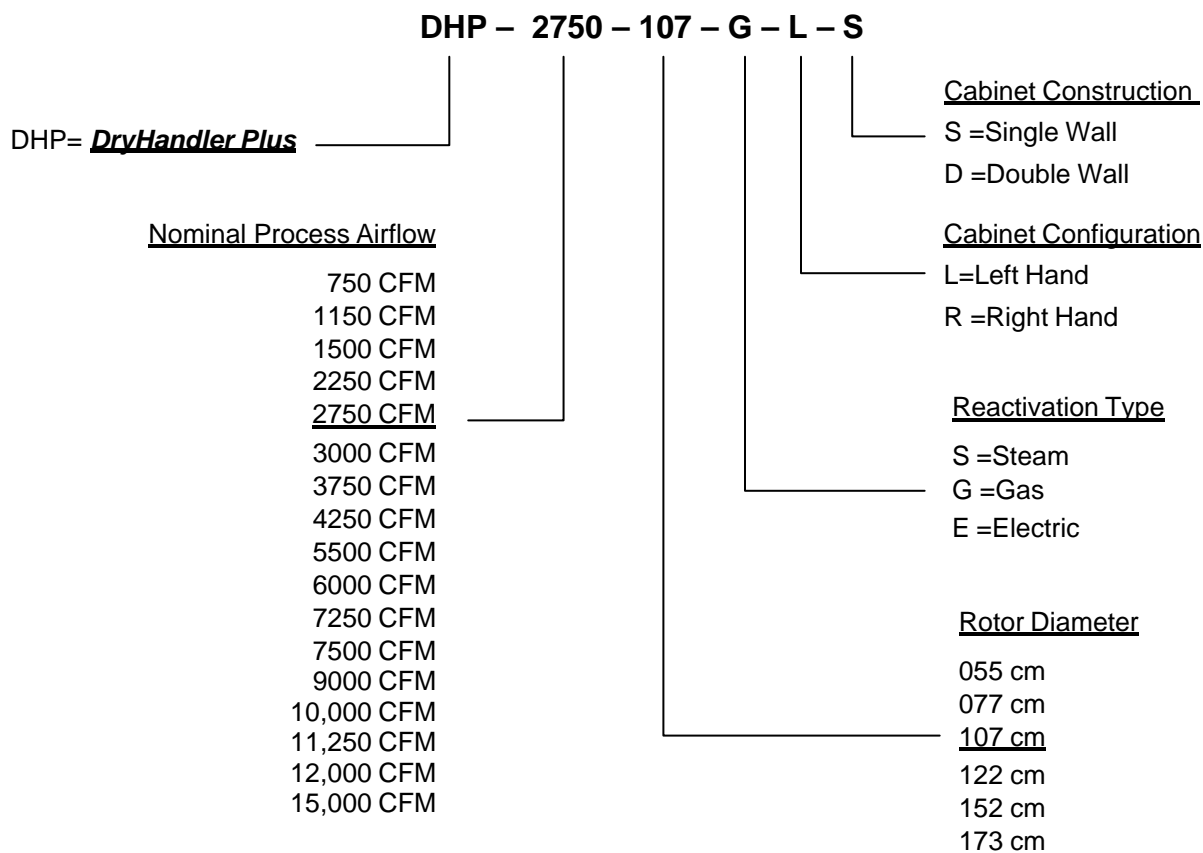 DHP – 2750 – 107 – G – L – S
DHP= DryHandler Plus
Nominal Process Airflow
750 CFM
1150 CFM
1500 CFM
2250 CFM
2750 CFM
3000 CFM
3750 CFM
4250 CFM
5500 CFM
6000 CFM
7250 CFM
7500 CFM
9000 CFM
10,000 CFM
11,250 CFM
12,000 CFM
15,000 CFM
Cabinet Construction
S =Single Wall
D =Double Wall
Cabinet Configuration
L=Left Hand
R =Right Hand
Reactivation Type
S =Steam
G =Gas
E =Electric
Rotor Diameter
055 cm
077 cm
107 cm
122 cm
152 cm
173 cm